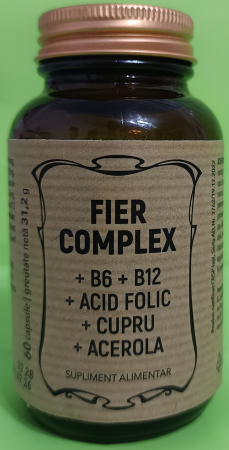 FIER
COMPLEX
+ B6 + B12
+ ACID FOLIC
+ CUPRU
+ ACEROLA
SUPLIMENT ALIMENTAR
60 capsule | greutate netă 31,2 g